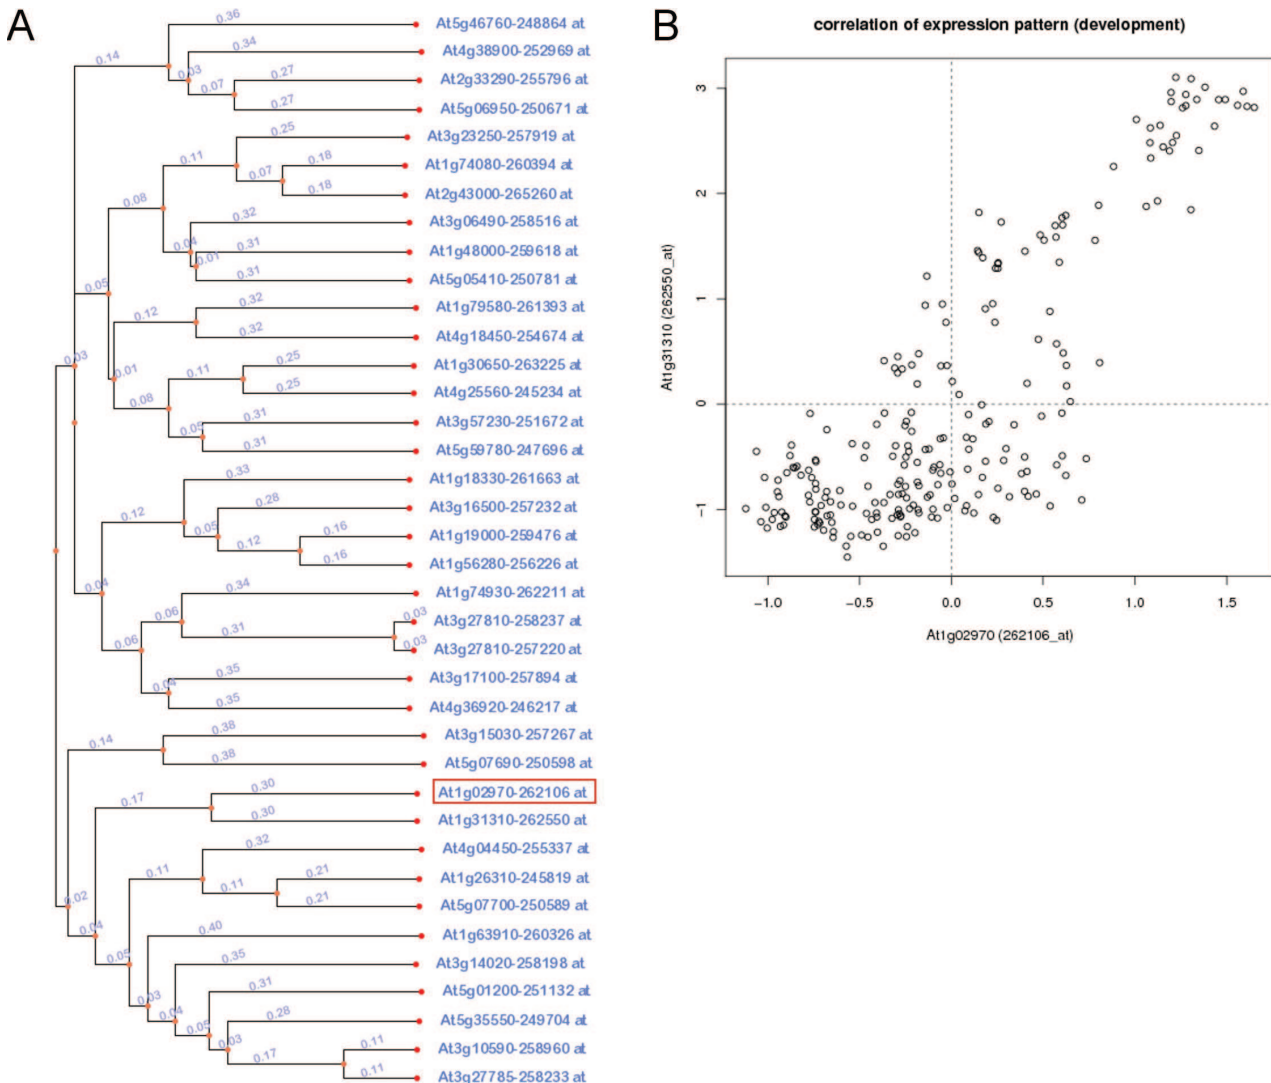 A
B
correlation of expression pattern (development)
0.36
At5g46760-248864 at
0.34
At4g38900-252969 at
0.14
0.03
0.27
At2g33290-255796 at
0.07
0.27
At5g06950-250671 at
0.25
At3g23250-257919 at
0.11
0.18
At1g74080-260394 at
0.07
0.18
At2g43000-265260 at
0.08
0.32
At3g06490-258516 at
0.04
0.31
At1g48000-259618 at
0.01
0.31
At5g05410-250781 at
0.05
0.32
At1g79580-261393 at
0.12
0.32
At4g18450-254674 at
0.03
0.01
0.11
0.25
At1g30650-263225 at
0.25
At4g25560-245234 at
0.08
0.31
At3g57230-251672 at
0.05
0.31
At5g59780-247696 at
0.33
At1g18330-261663 at
0.12
0.28
At3g16500-257232 at
0.05
0.16
At1g19000-259476 at
0.12
0.16
At1g56280-256226 at
0.04
0.34
At1g74930-262211 at
0.06
0.03
At3g27810-258237 at
0.31
0.03
At3g27810-257220 at
0.06
0.35
At3g17100-257894 at
0.04
0.35
At4g36920-246217 at
0.38
At3g15030-257267 at
0.14
0.38
At5g07690-250598 at
0.30
At1g02970-262106 at
0.17
0.30
At1g31310-262550 at
0.32
At4g04450-255337 at
0.11
0.21
At1g26310-245819 at
0.11
0.21
At5g07700-250589 at
0.02
0.04
0.40
At1g63910-260326 at
0.05
0.35
At3g14020-258198 at
0.03
0.31
At5g01200-251132 at
0.04
0.28
At5g35550-249704 at
0.05
0.03
0.11
At3g10590-258960 at
0.17
0.11
At3g27785-258233 at
3
2
1
0
−1
At1g31310 (262550_at)
−1.0 −0.5 0.0 0.5 1.0 1.5
At1g02970 (262106_at)